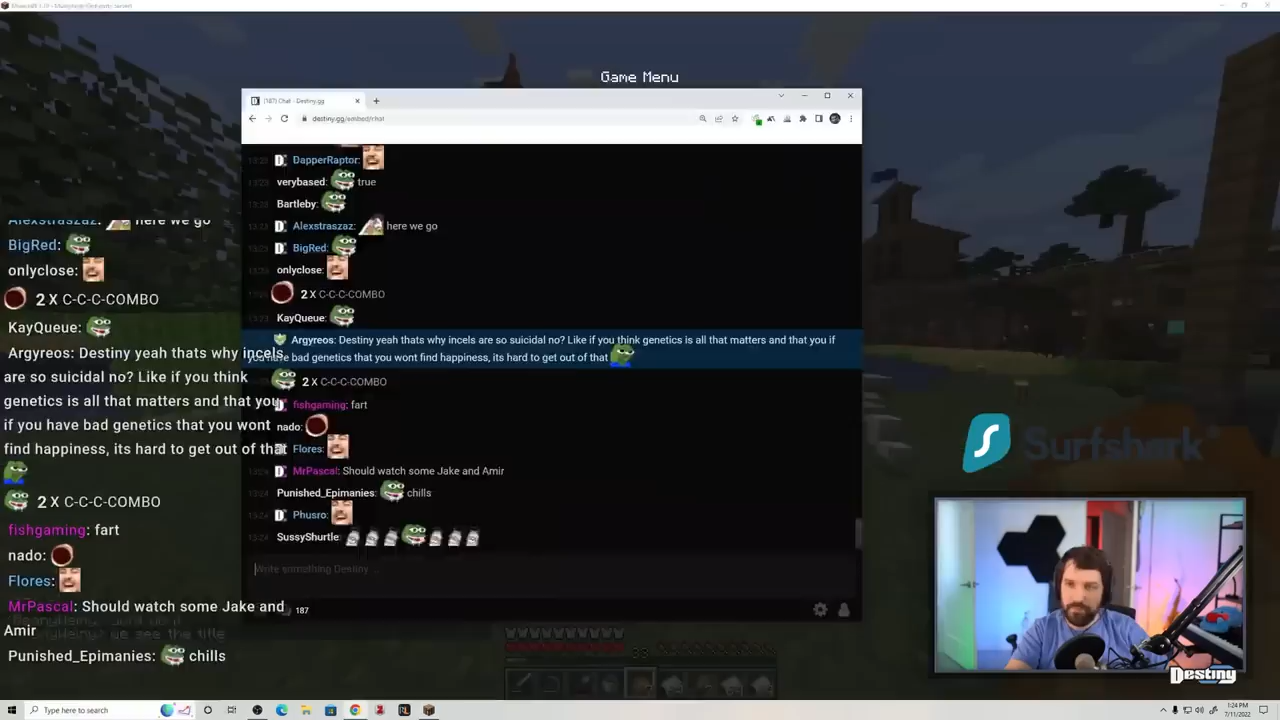 Game Menu
[187] Chat - Destiny.gg
destiny.gg/embed/chat
13:23 DapperRaptor:
verybased: true
Bartleby:
13:23 Alexstraszaz: here we go
BigRed:
onlyclose:
2 X C-C-C-COMBO
KayQueue:
Argyreos: Destiny yeah thats why incels are so suicidal no? Like if you think genetics is all that matters and that you if
you have bad genetics that you wont find happiness, its hard to get out of that
2 X C-C-C-COMBO
fishgaming: fart
nado:
Flores:
MrPascal: Should watch some Jake and Amir
Punished_Epimanies: chills
13:24 Phusro:
13:24 SussyShurtle:
Write something Destiny ...
187
Alexstraszaz: here we go
BigRed:
onlyclose:
2 X C-C-C-COMBO
KayQueue:
Argyreos: Destiny yeah thats why incels
are so suicidal no? Like if you think
genetics is all that matters and that you
if you have bad genetics that you wont
find happiness, its hard to get out of that
2 X C-C-C-COMBO
fishgaming: fart
nado:
Flores:
MrPascal: Should watch some Jake and
Amir
Punished_Epimanies: chills
Surfshark
Destiny
Type here to search
1:24 PM
7/11/2022